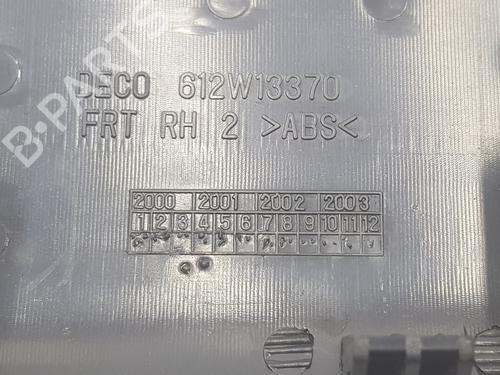 DECO 612W13370
FRT RH 2 >ABS<
2000 2001 2002 2003
1 2 3 4 5 6 7 8 9 10 11 12
B-PARTS